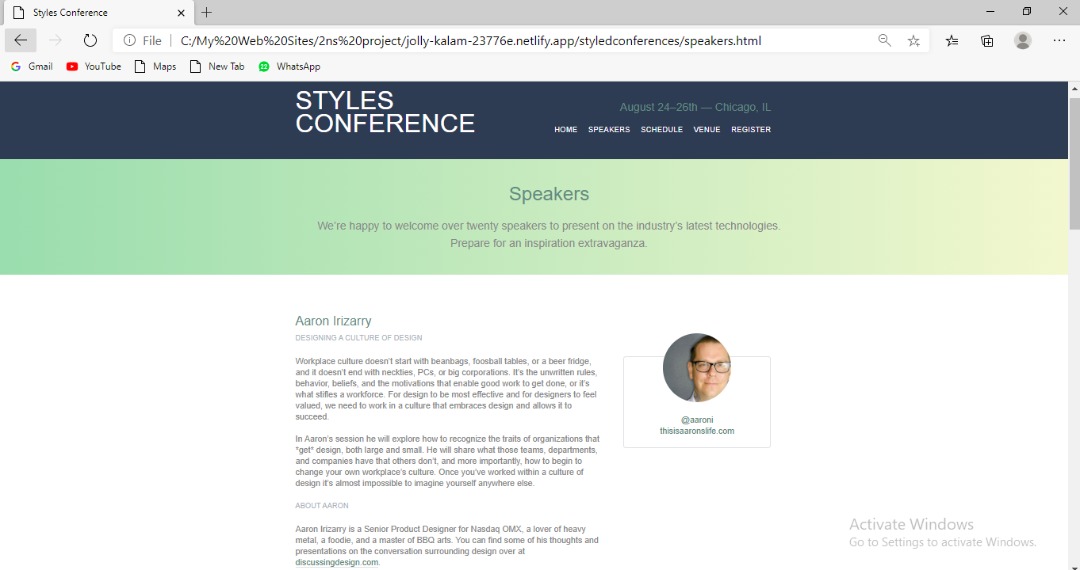 Styles Conference
File
C:/My%20Web%20Sites/2ns%20project/jolly-kalam-23776e.netlify.app/styledconferences/speakers.html
Gmail YouTube Maps New Tab WhatsApp
STYLES
CONFERENCE
August 24–26th — Chicago, IL
HOME SPEAKERS SCHEDULE VENUE REGISTER
Speakers
We're happy to welcome over twenty speakers to present on the industry's latest technologies.
Prepare for an inspiration extravaganza.
Aaron Irizarry
DESIGNING A CULTURE OF DESIGN
Workplace culture doesn't start with beanbags, foosball tables, or a beer fridge,
and it doesn't end with neckties, PCs, or big corporations. It's the unwritten rules,
behavior, beliefs, and the motivations that enable good work to get done, or it's
what stifles a workforce. For design to be most effective and for designers to feel
valued, we need to work in a culture that embraces design and allows it to
succeed.
In Aaron's session he will explore how to recognize the traits of organizations that
*get* design, both large and small. He will share what those teams, departments,
and companies have that others don't, and more importantly, how to begin to
change your own workplace's culture. Once you've worked within a culture of
design it's almost impossible to imagine yourself anywhere else.
ABOUT AARON
Aaron Irizarry is a Senior Product Designer for Nasdaq OMX, a lover of heavy
metal, a foodie, and a master of BBQ arts. You can find some of his thoughts and
presentations on the conversation surrounding design over at
discussingdesign.com.
@aaroni
thisisaaronslife.com
Activate Windows
Go to Settings to activate Windows.